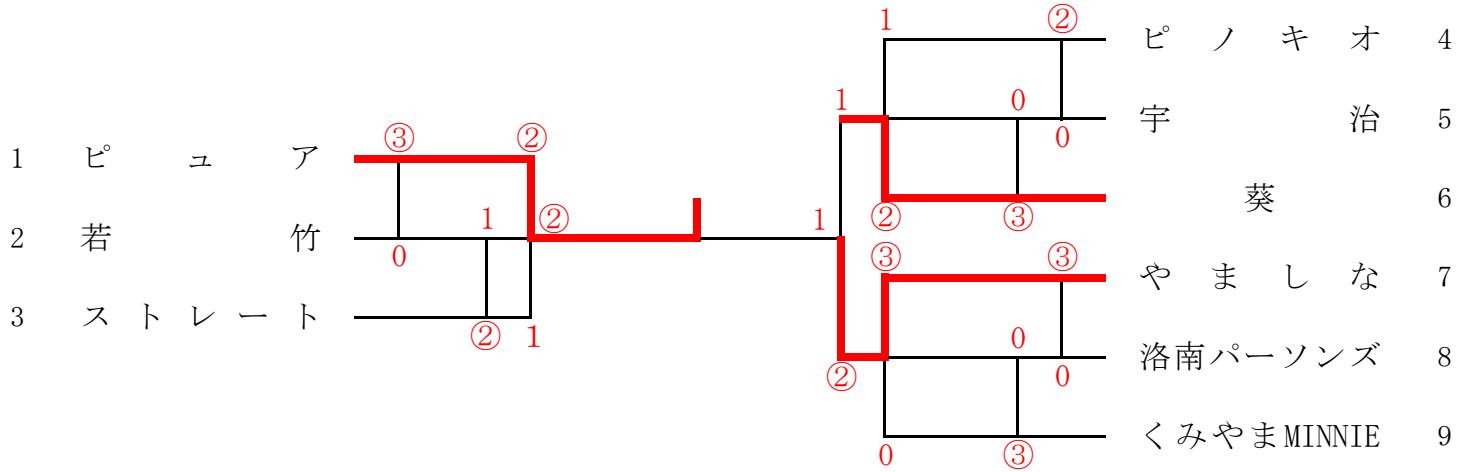 1 ② ピノキオ 4
1 0 宇治 5
③ ② 0
1 ピュア
葵 6
1 ② 1 ② ③
2 若竹
0 ③ ③ やましな 7
3 ストレート
② 1 0 洛南パーソンズ 8
② 0
くみやまMINNIE 9
0 ③